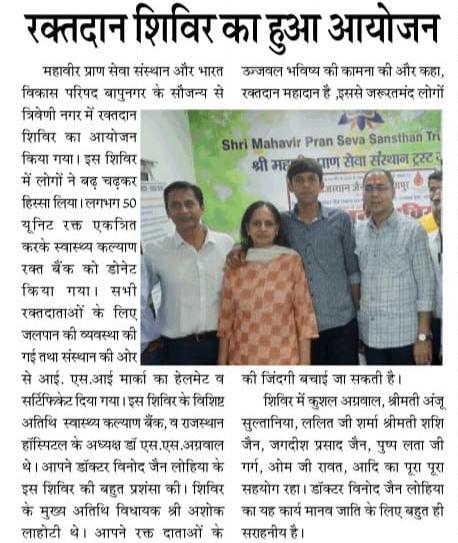 रक्तदान शिविर का हुआ आयोजन
महावीर प्राण सेवा संस्थान और भारत
विकास परिषद बापुनगर के सौजन्य से
त्रिवेणी नगर में रक्तदान
शिविर का आयोजन
किया गया। इस शिविर
में लोगों ने बढ़ चढ़कर
हिस्सा लिया। लगभग 50
यूनिट रक्त एकत्रित
करके स्वास्थ्य कल्याण
रक्त बैंक को डोनेट
किया गया। सभी
रक्तदाताओं के लिए
जलपान की व्यवस्था की
गई तथा संस्थान की ओर
से आई. एस.आई मार्का का हेलमेट व
सर्टिफिकेट दिया गया। इस शिविर के विशिष्ट
अतिथि स्वास्थ्य कल्याण बैंक, व राजस्थान
हॉस्पिटल के अध्यक्ष डॉ एस.एस.अग्रवाल
थे। आपने डॉक्टर विनोद जैन लोहिया के
इस शिविर की बहुत प्रशंसा की। शिविर
के मुख्य अतिथि विधायक श्री अशोक
लाहोटी थे। आपने रक्त दाताओं के
उज्जवल भविष्य की कामना की और कहा,
रक्तदान महादान है ,इससे जरूरतमंद लोगों
Shri Mahavir Pran Seva Sansthan Tru
श्री महा प्राण सेवा संस्थान ट्रस्ट
की जिंदगी बचाई जा सकती है।
शिविर में कुशल अग्रवाल, श्रीमती अंजू
सुल्तानिया, ललित जी शर्मा श्रीमती शशि
जैन, जगदीश प्रसाद जैन, पुष्प लता जी
गर्ग, ओम जी रावत, आदि का पूरा पूरा
सहयोग रहा। डॉक्टर विनोद जैन लोहिया
का यह कार्य मानव जाति के लिए बहुत ही
सराहनीय है।